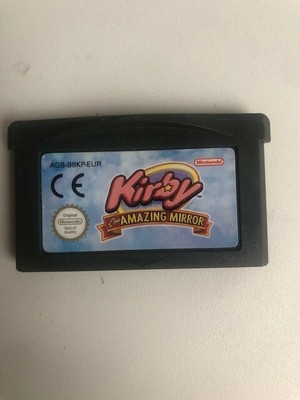 AGB-B8KP-EUR
Nintendo
CE
Kirby
& The AMAZING MIRROR
Original
Nintendo
Seal of
Quality